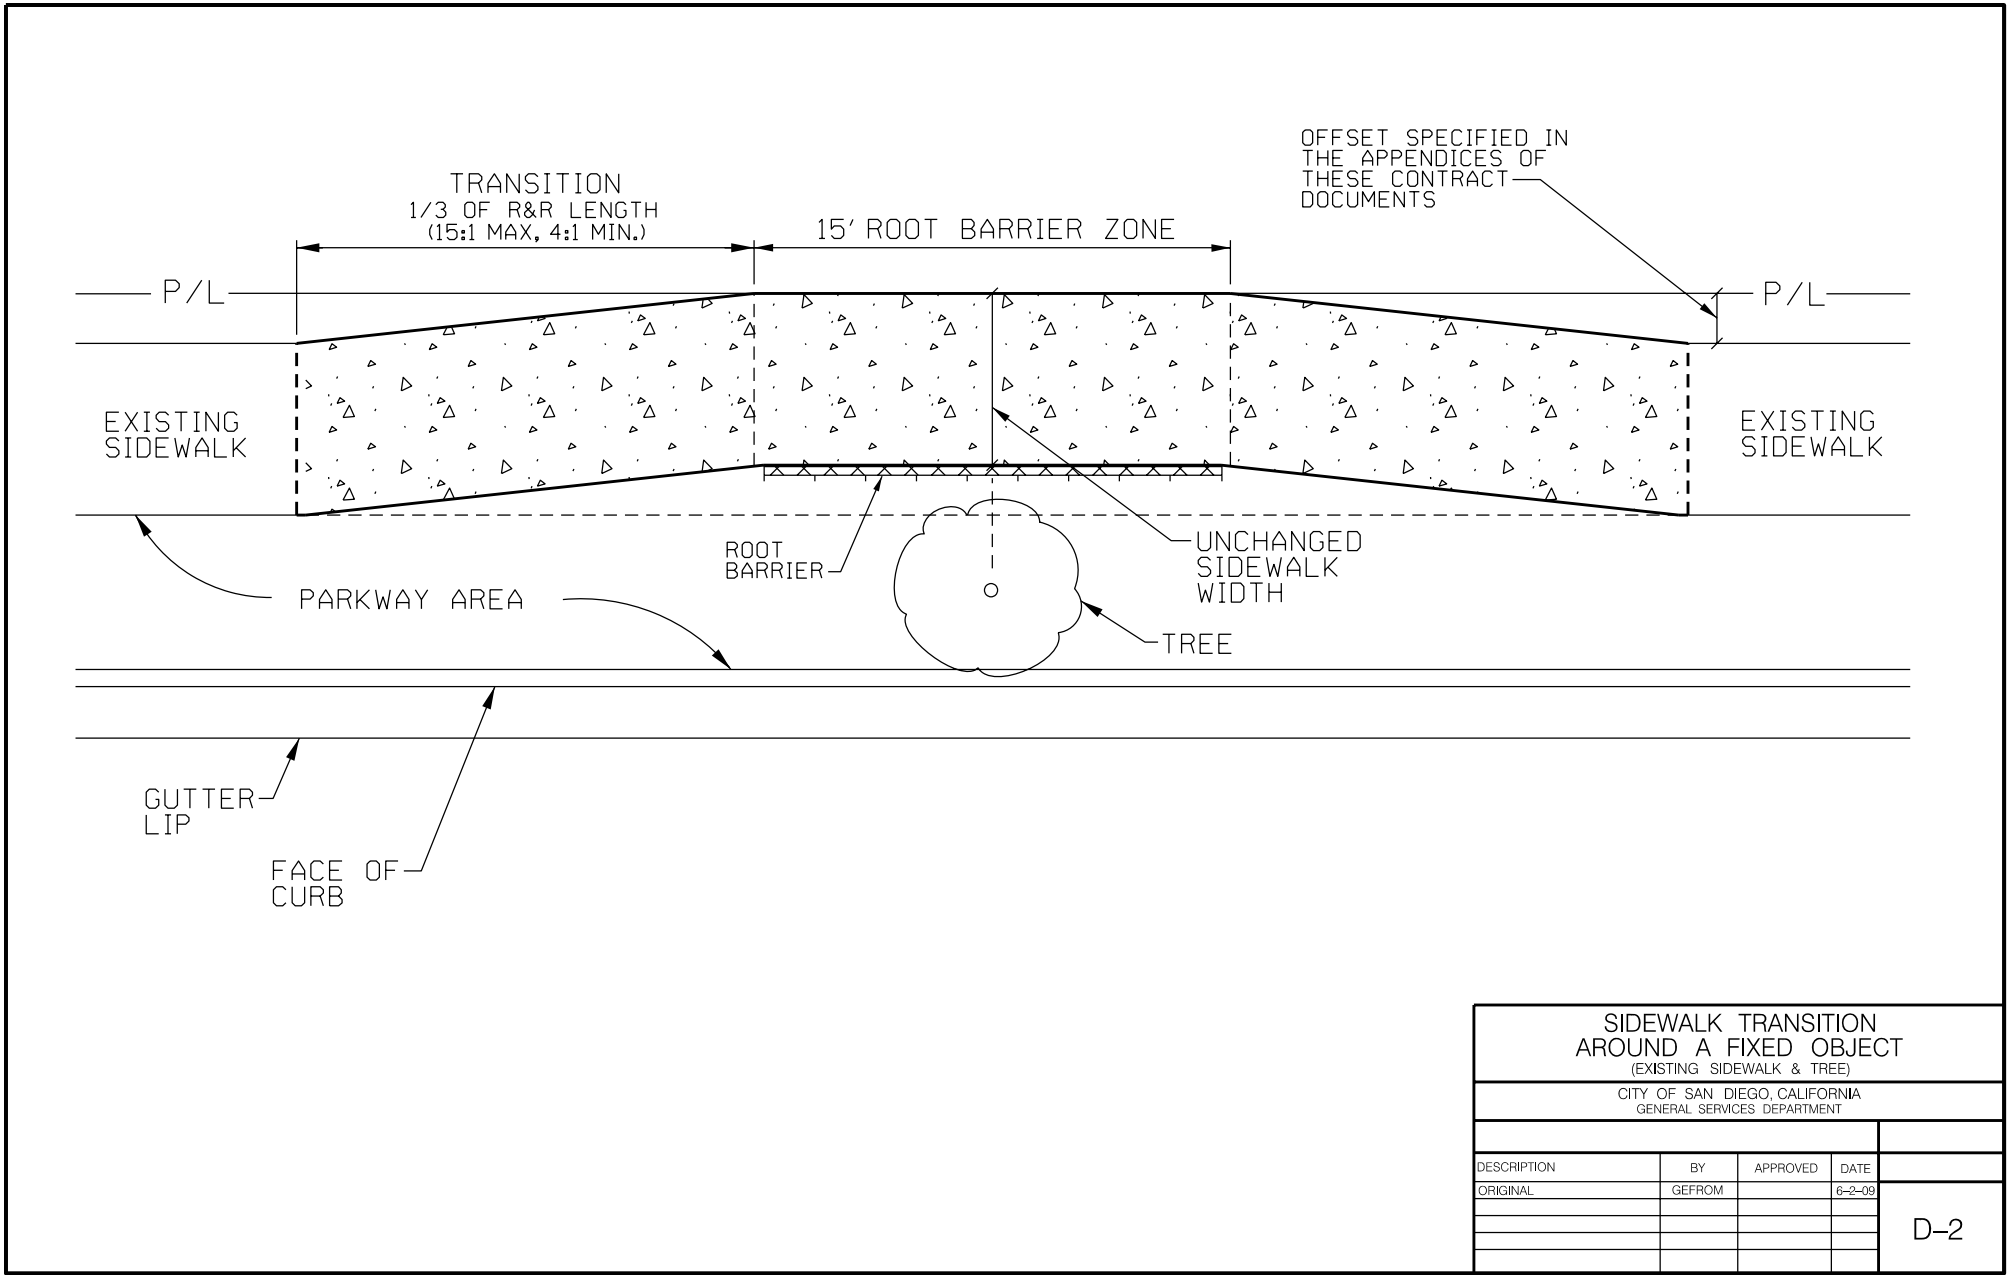 OFFSET SPECIFIED IN
THE APPENDICES OF
THESE CONTRACT
DOCUMENTS
TRANSITION
1/3 OF R&R LENGTH
(15:1 MAX, 4:1 MIN.)
15' ROOT BARRIER ZONE
P/L
P/L
EXISTING
SIDEWALK
EXISTING
SIDEWALK
ROOT
BARRIER
UNCHANGED
SIDEWALK
WIDTH
PARKWAY AREA
TREE
GUTTER
LIP
FACE OF
CURB
SIDEWALK TRANSITION
AROUND A FIXED OBJECT
(EXISTING SIDEWALK & TREE)
CITY OF SAN DIEGO, CALIFORNIA
GENERAL SERVICES DEPARTMENT
DESCRIPTION BY APPROVED DATE
ORIGINAL GEFROM 6-2-09
D-2